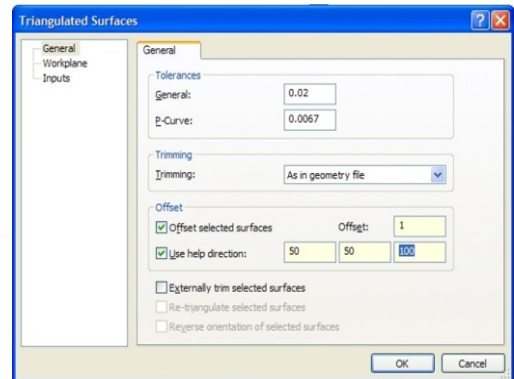 Triangulated Surfaces
General
Workplane
Inputs
General
Tolerances
General: 0.02
P-Curve: 0.0067
Trimming
Trimming: As in geometry file
Offset
Offset selected surfaces Offset: 1
Use help direction: 50 50 100
Externally trim selected surfaces
Re-triangulate selected surfaces
Reverse orientation of selected surfaces
OK Cancel